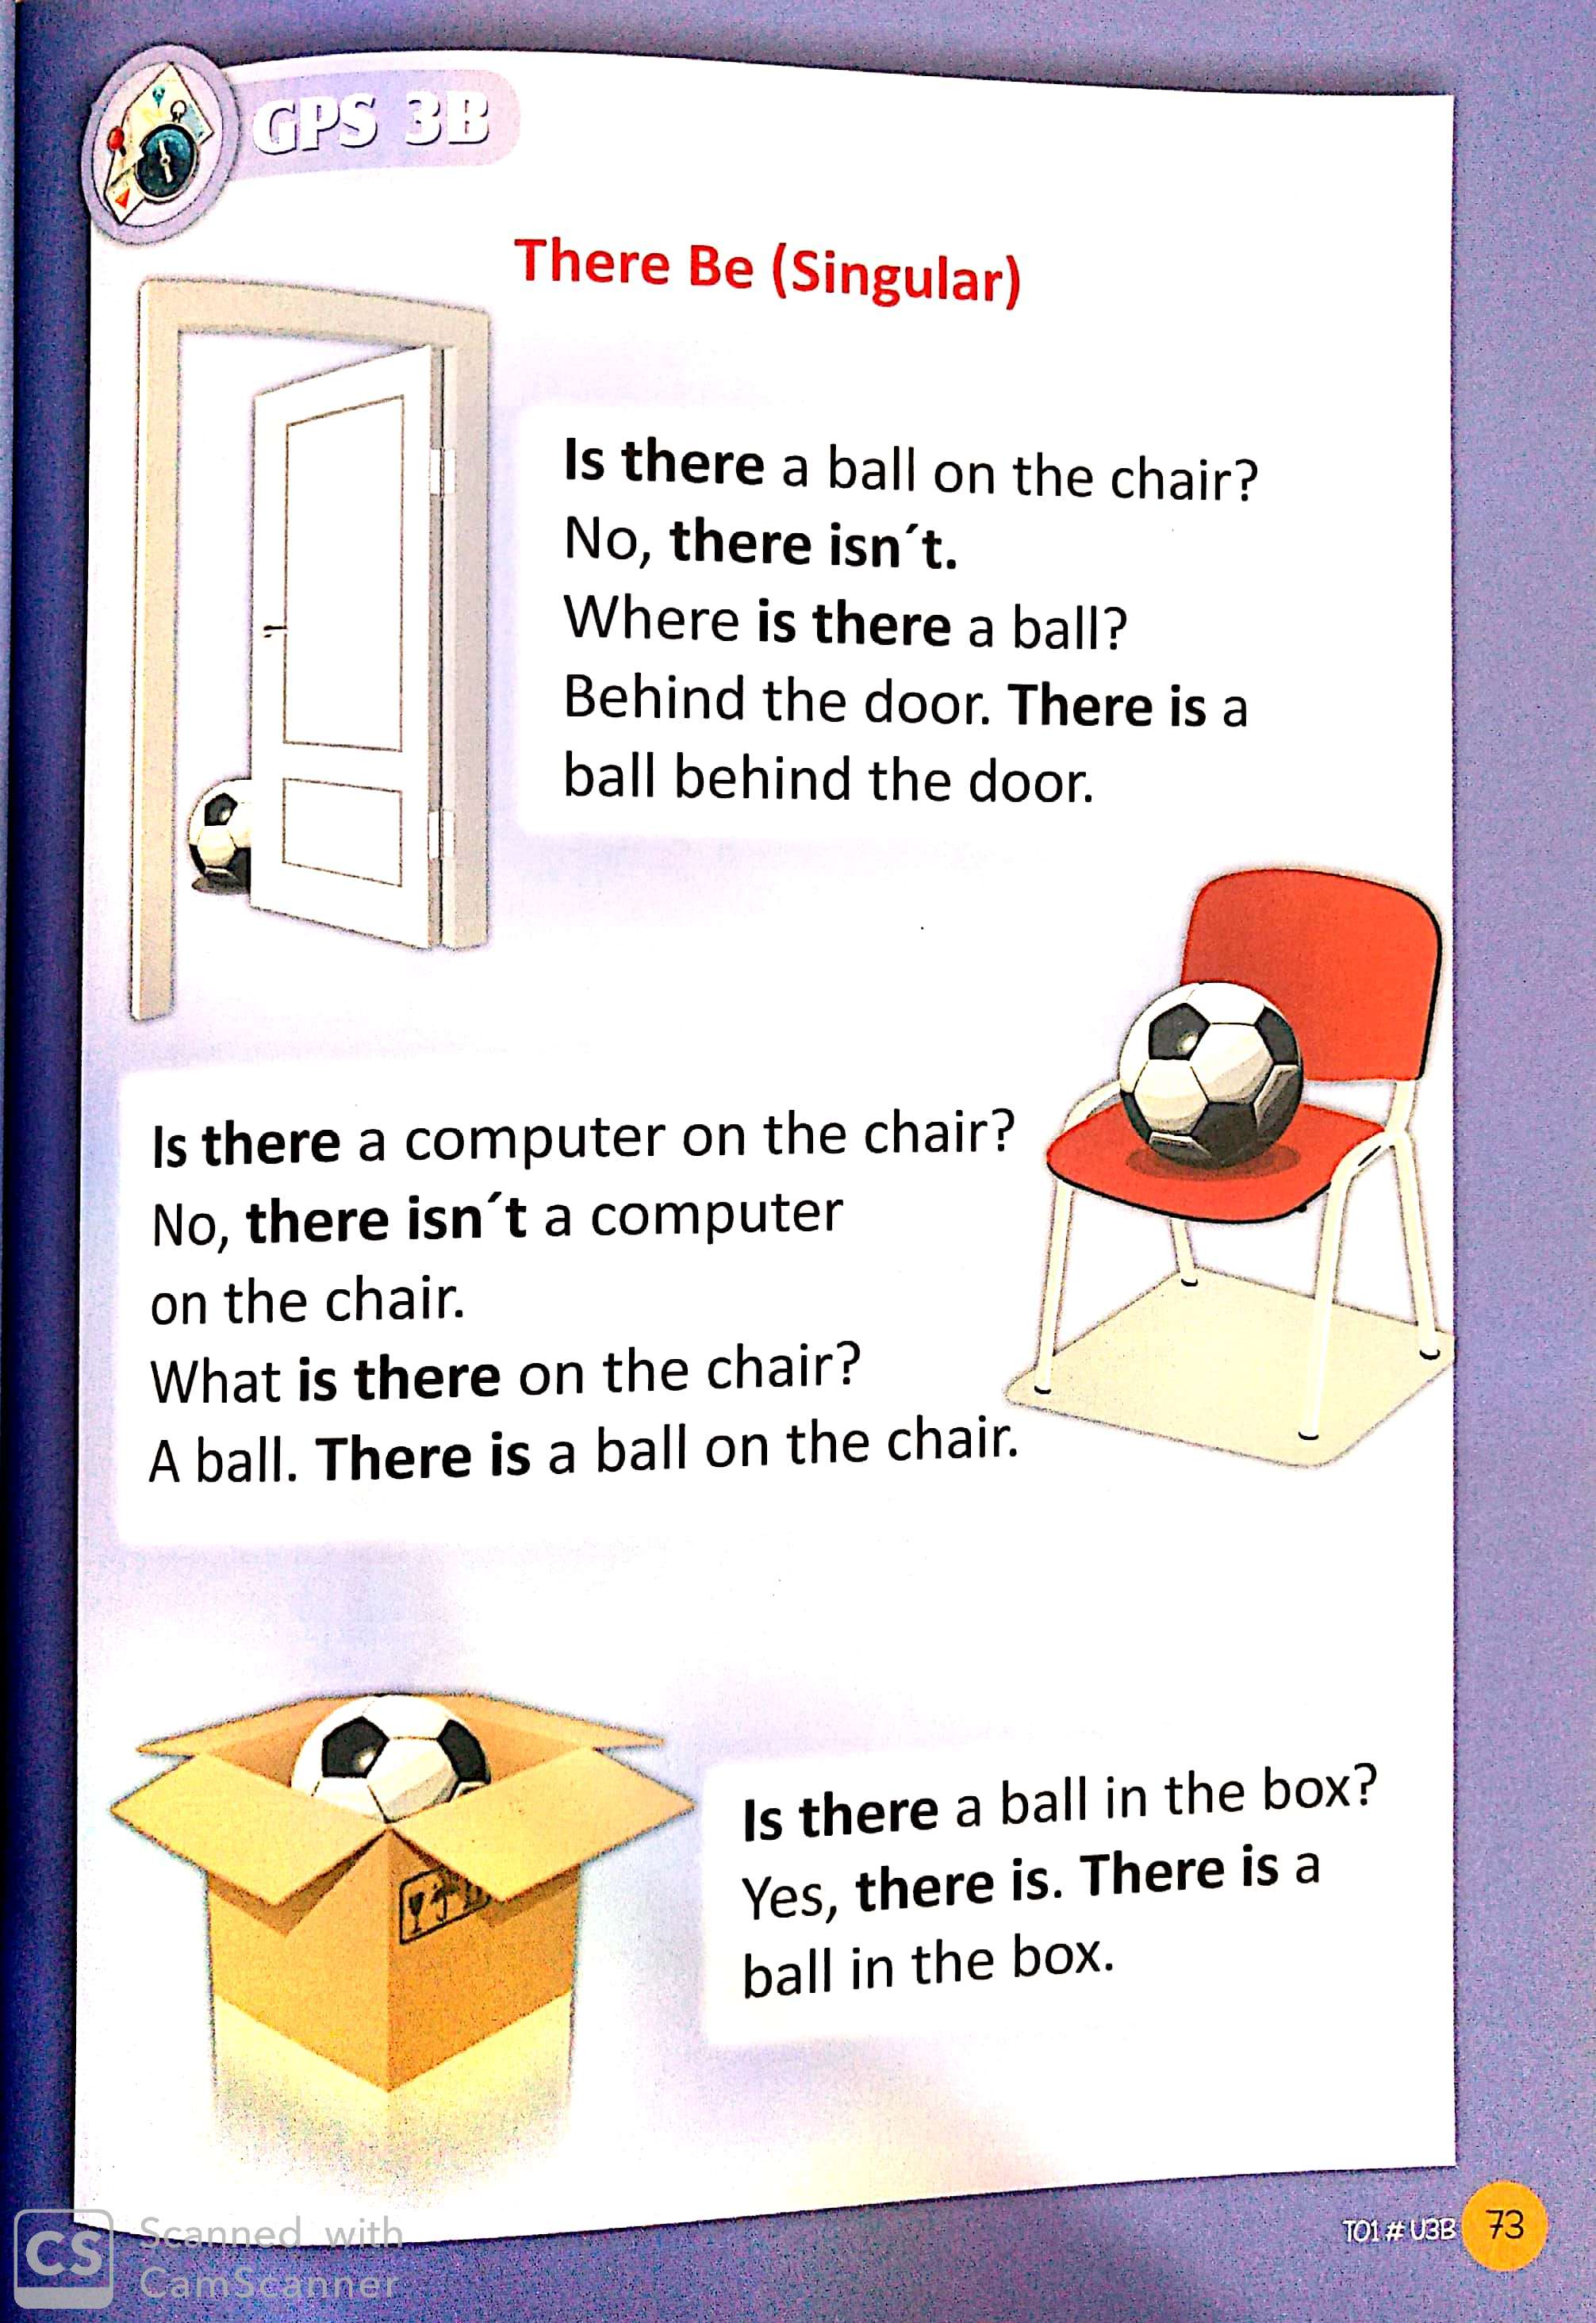 GPS 3B
There Be (Singular)
Is there a ball on the chair?
No, there isn´t.
Where is there a ball?
Behind the door. There is a
ball behind the door.
Is there a computer on the chair?
No, there isn´t a computer
on the chair.
What is there on the chair?
A ball. There is a ball on the chair.
Is there a ball in the box?
Yes, there is. There is a
ball in the box.
TO1 # U3B 73
CS Scanned with
CamScanner